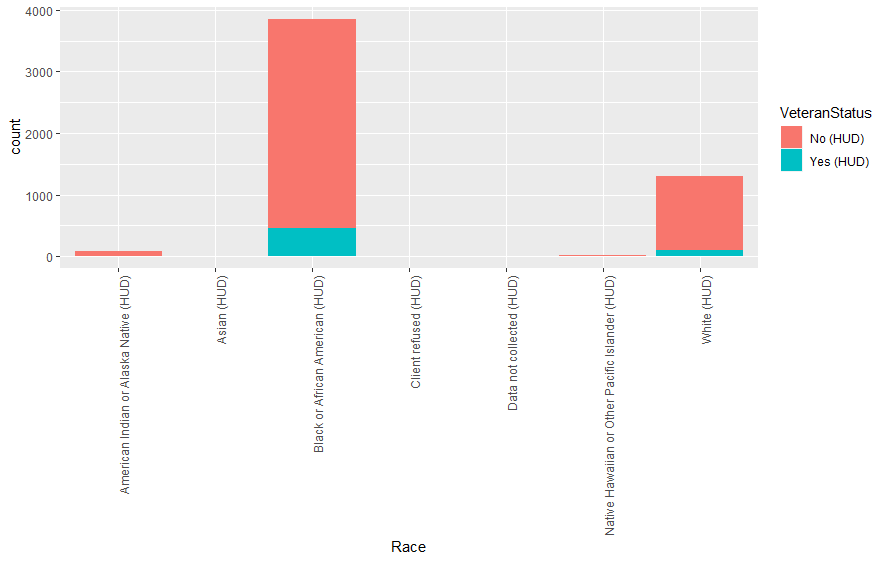 4000
3000
2000
1000
0
count
American Indian or Alaska Native (HUD)
Asian (HUD)
Black or African American (HUD)
Client refused (HUD)
Data not collected (HUD)
Native Hawaiian or Other Pacific Islander (HUD)
White (HUD)
Race
VeteranStatus
No (HUD)
Yes (HUD)